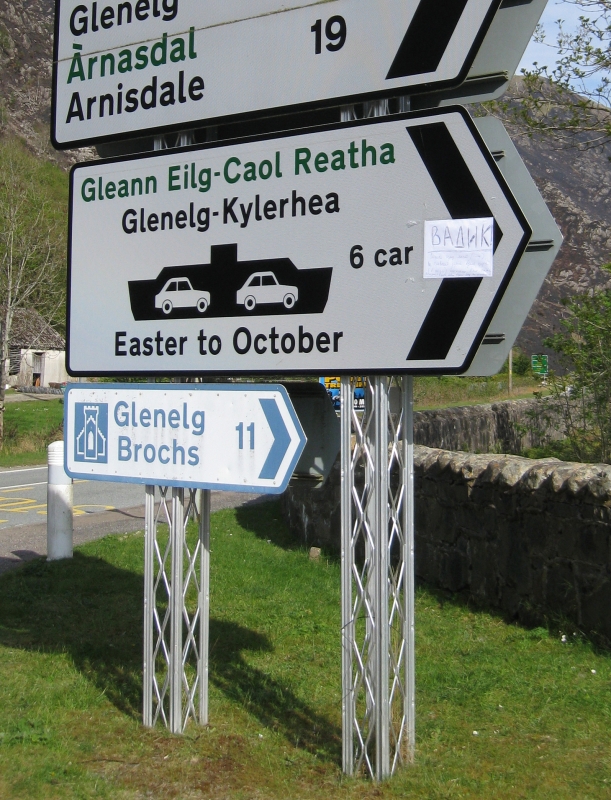 Glenelg
Àrnasdal
Arnisdale
19
Gleann Eilg-Caol Reatha
Glenelg-Kylerhea
6 car
ВАДИК
Easter to October
Glenelg
Brochs
11